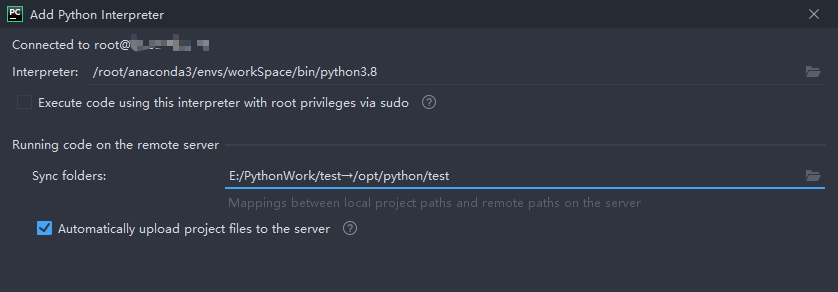 PC Add Python Interpreter
Connected to root@
Interpreter: /root/anaconda3/envs/workSpace/bin/python3.8
Execute code using this interpreter with root privileges via sudo ?
Running code on the remote server
Sync folders: E:/PythonWork/test→/opt/python/test
Mappings between local project paths and remote paths on the server
Automatically upload project files to the server ?